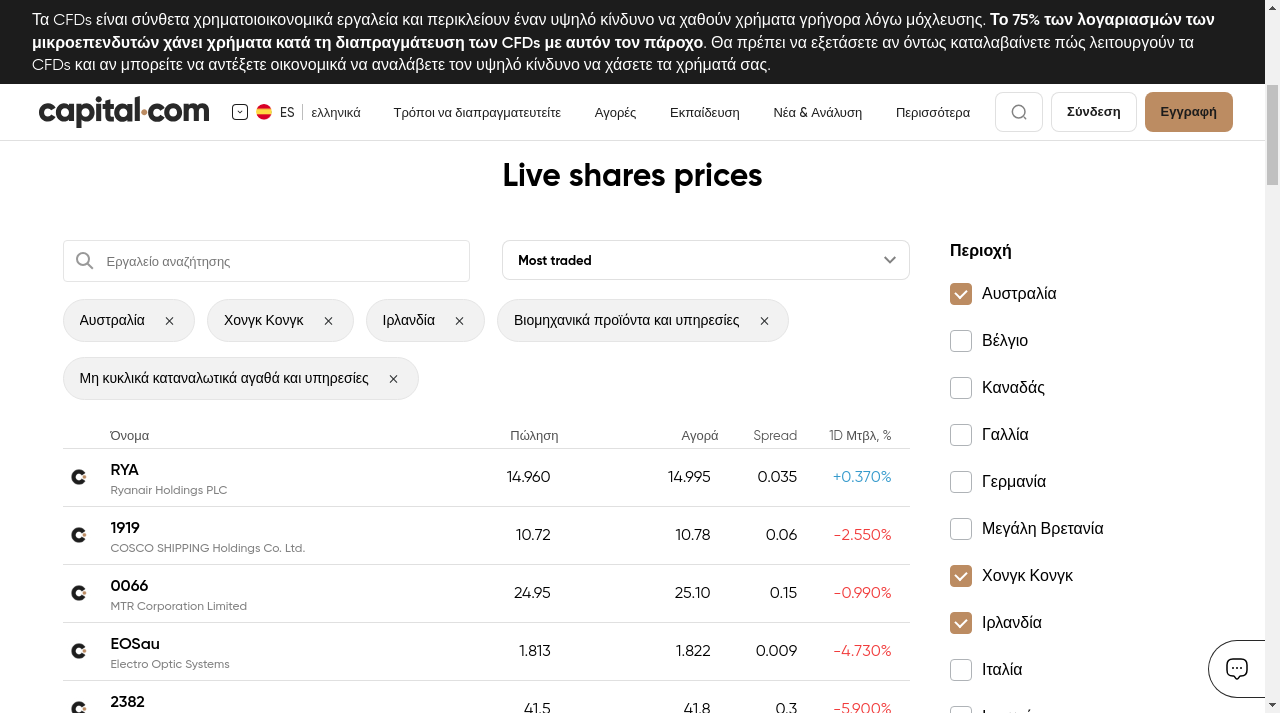 Τα CFDs είναι σύνθετα χρηματοοικονομικά εργαλεία και περικλείουν έναν υψηλό κίνδυνο να χαθούν χρήματα γρήγορα λόγω μόχλευσης. Το 75% των λογαριασμών των
μικροεπενδυτών χάνει χρήματα κατά τη διαπραγμάτευση των CFDs με αυτόν τον πάροχο. Θα πρέπει να εξετάσετε αν όντως καταλαβαίνετε πώς λειτουργούν τα
CFDs και αν μπορείτε να αντέξετε οικονομικά να αναλάβετε τον υψηλό κίνδυνο να χάσετε τα χρήματά σας.
capital.com ES ελληνικά Τρόποι να διαπραγματευτείτε Αγορές Εκπαίδευση Νέα & Ανάλυση Περισσότερα Σύνδεση Εγγραφή
Live shares prices
Εργαλείο αναζήτησης Most traded
Αυστραλία Χονγκ Κονγκ Ιρλανδία Βιομηχανικά προϊόντα και υπηρεσίες
Μη κυκλικά καταναλωτικά αγαθά και υπηρεσίες
Όνομα Πώληση Αγορά Spread 1D Μτβλ, %
RYA 14.960 14.995 0.035 +0.370%
Ryanair Holdings PLC
1919 10.72 10.78 0.06 -2.550%
COSCO SHIPPING Holdings Co. Ltd.
0066 24.95 25.10 0.15 -0.990%
MTR Corporation Limited
EOSau 1.813 1.822 0.009 -4.730%
Electro Optic Systems
2382 41.5 41.8 0.3 -5.900%
Περιοχή
Αυστραλία
Βέλγιο
Καναδάς
Γαλλία
Γερμανία
Μεγάλη Βρετανία
Χονγκ Κονγκ
Ιρλανδία
Ιταλία